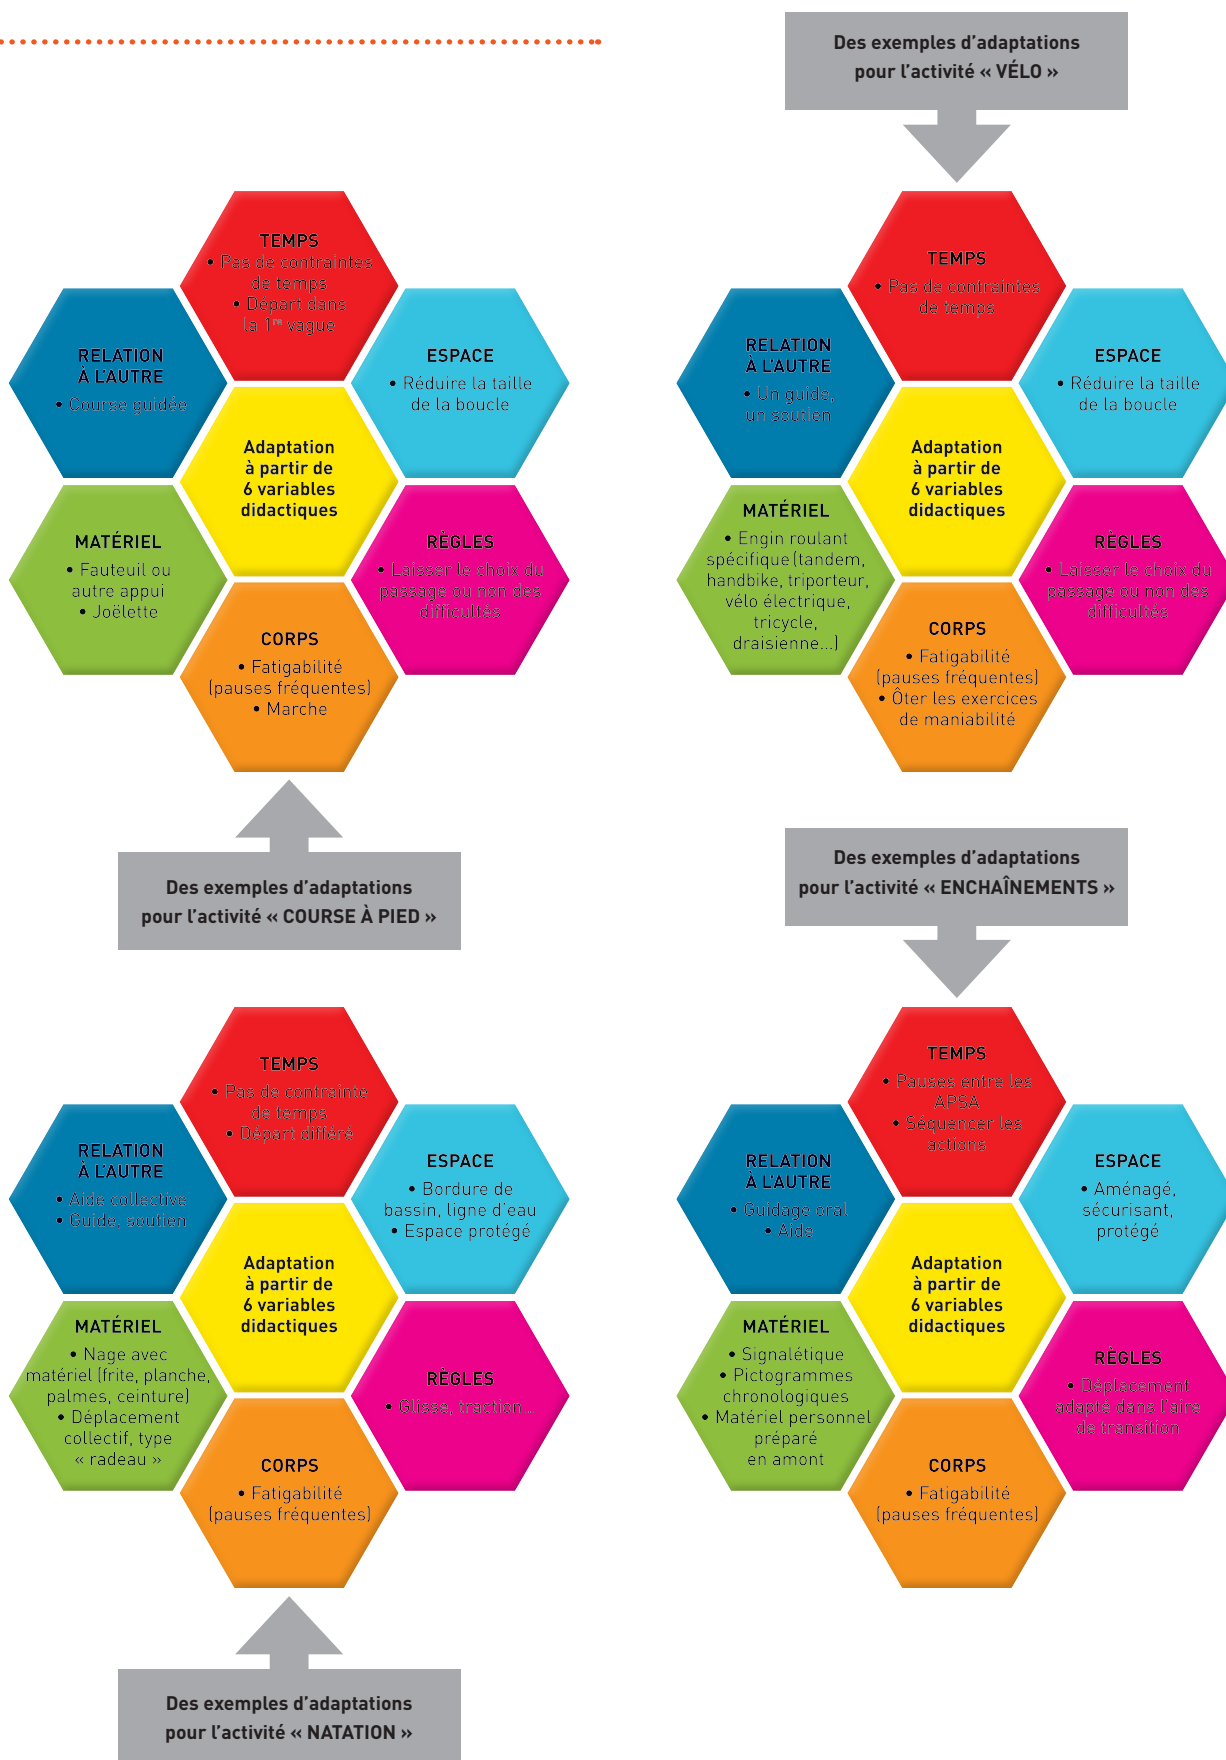 Des exemples d'adaptations
pour l'activité « VÉLO »
TEMPS
• Pas de contraintes
de temps
• Départ dans
la 1re vague
RELATION
À L'AUTRE
• Course guidée
ESPACE
• Réduire la taille
de la boucle
Adaptation
à partir de
6 variables
didactiques
MATÉRIEL
• Fauteuil ou
autre appui
• Joëlette
RÈGLES
• Laisser le choix du
passage ou non des
difficultés
CORPS
• Fatigabilité
(pauses fréquentes)
• Marche
Des exemples d'adaptations
pour l'activité « COURSE À PIED »
TEMPS
• Pas de contraintes
de temps
RELATION
À L'AUTRE
• Un guide,
un soutien
ESPACE
• Réduire la taille
de la boucle
Adaptation
à partir de
6 variables
didactiques
MATÉRIEL
• Engin roulant
spécifique (tandem,
handbike, triporteur,
vélo électrique,
tricycle,
draisienne...)
RÈGLES
• Laisser le choix du
passage ou non des
difficultés
CORPS
• Fatigabilité
(pauses fréquentes)
• Ôter les exercices
de maniabilité
Des exemples d'adaptations
pour l'activité « ENCHAÎNEMENTS »
TEMPS
• Pas de contrainte
de temps
• Départ différé
RELATION
À L'AUTRE
• Aide collective
• Guide, soutien
ESPACE
• Bordure de
bassin, ligne d'eau
• Espace protégé
Adaptation
à partir de
6 variables
didactiques
MATÉRIEL
• Nage avec
matériel (frite, planche,
palmes, ceinture)
• Déplacement
collectif, type
« radeau »
RÈGLES
• Glisse, traction...
CORPS
• Fatigabilité
(pauses fréquentes)
Des exemples d'adaptations
pour l'activité « NATATION »
TEMPS
• Pauses entre les
APSA
• Séquencer les
actions
RELATION
À L'AUTRE
• Guidage oral
• Aide
ESPACE
• Aménagé,
sécurisant,
protégé
Adaptation
à partir de
6 variables
didactiques
MATÉRIEL
• Signalétique
• Pictogrammes
chronologiques
• Matériel personnel
préparé
en amont
RÈGLES
• Déplacement
adapté dans l'aire
de transition
CORPS
• Fatigabilité
(pauses fréquentes)